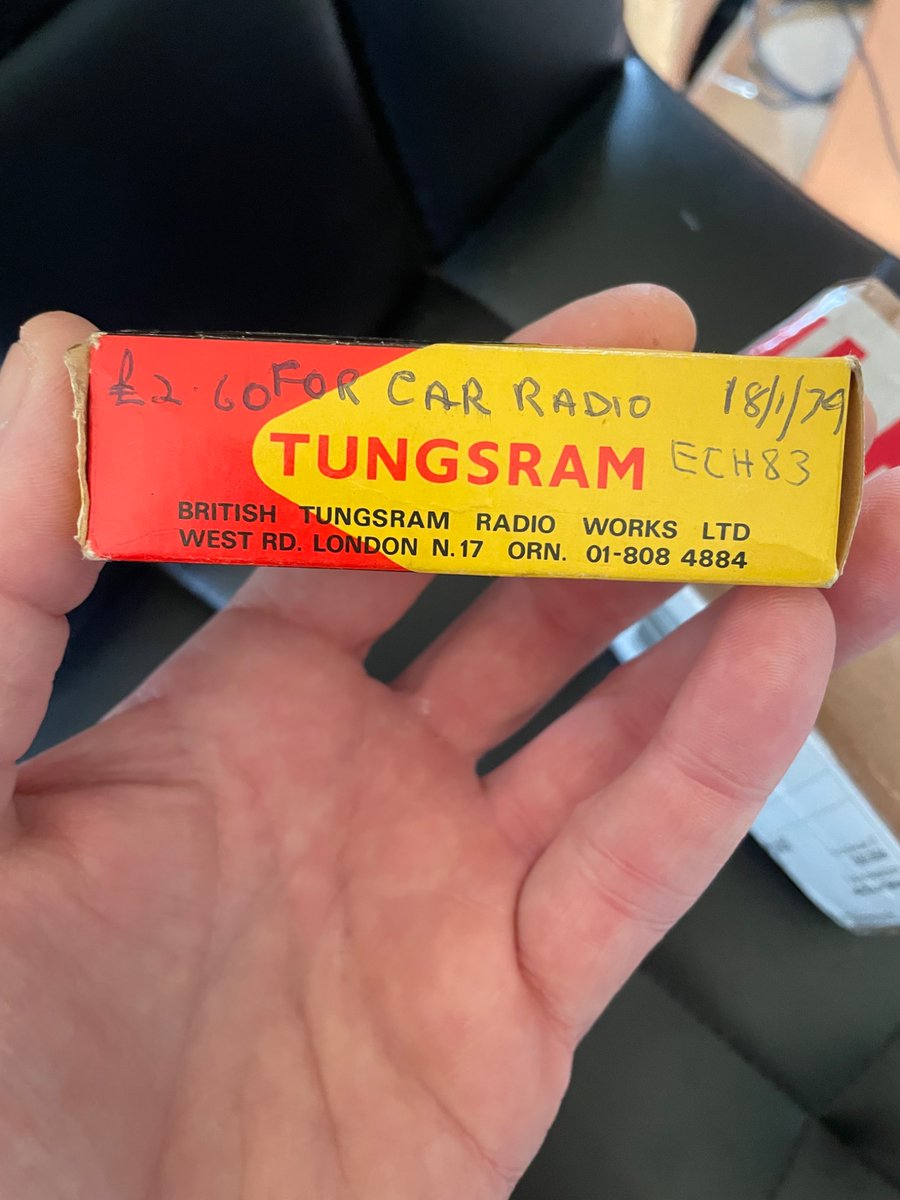 £2.60 FOR CAR RADIO 18/1/79
TUNGSRAM ECH83
BRITISH TUNGSRAM RADIO WORKS LTD
WEST RD. LONDON N.17 ORN. 01-808 4884